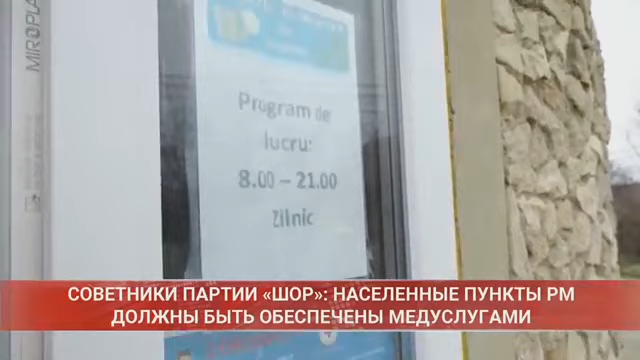 MIROPLA
Program de
lucru:
8.00 – 21.00
Zilnic
СОВЕТНИКИ ПАРТИИ «ШОР»: НАСЕЛЕННЫЕ ПУНКТЫ РМ
ДОЛЖНЫ БЫТЬ ОБЕСПЕЧЕНЫ МЕДУСЛУГАМИ